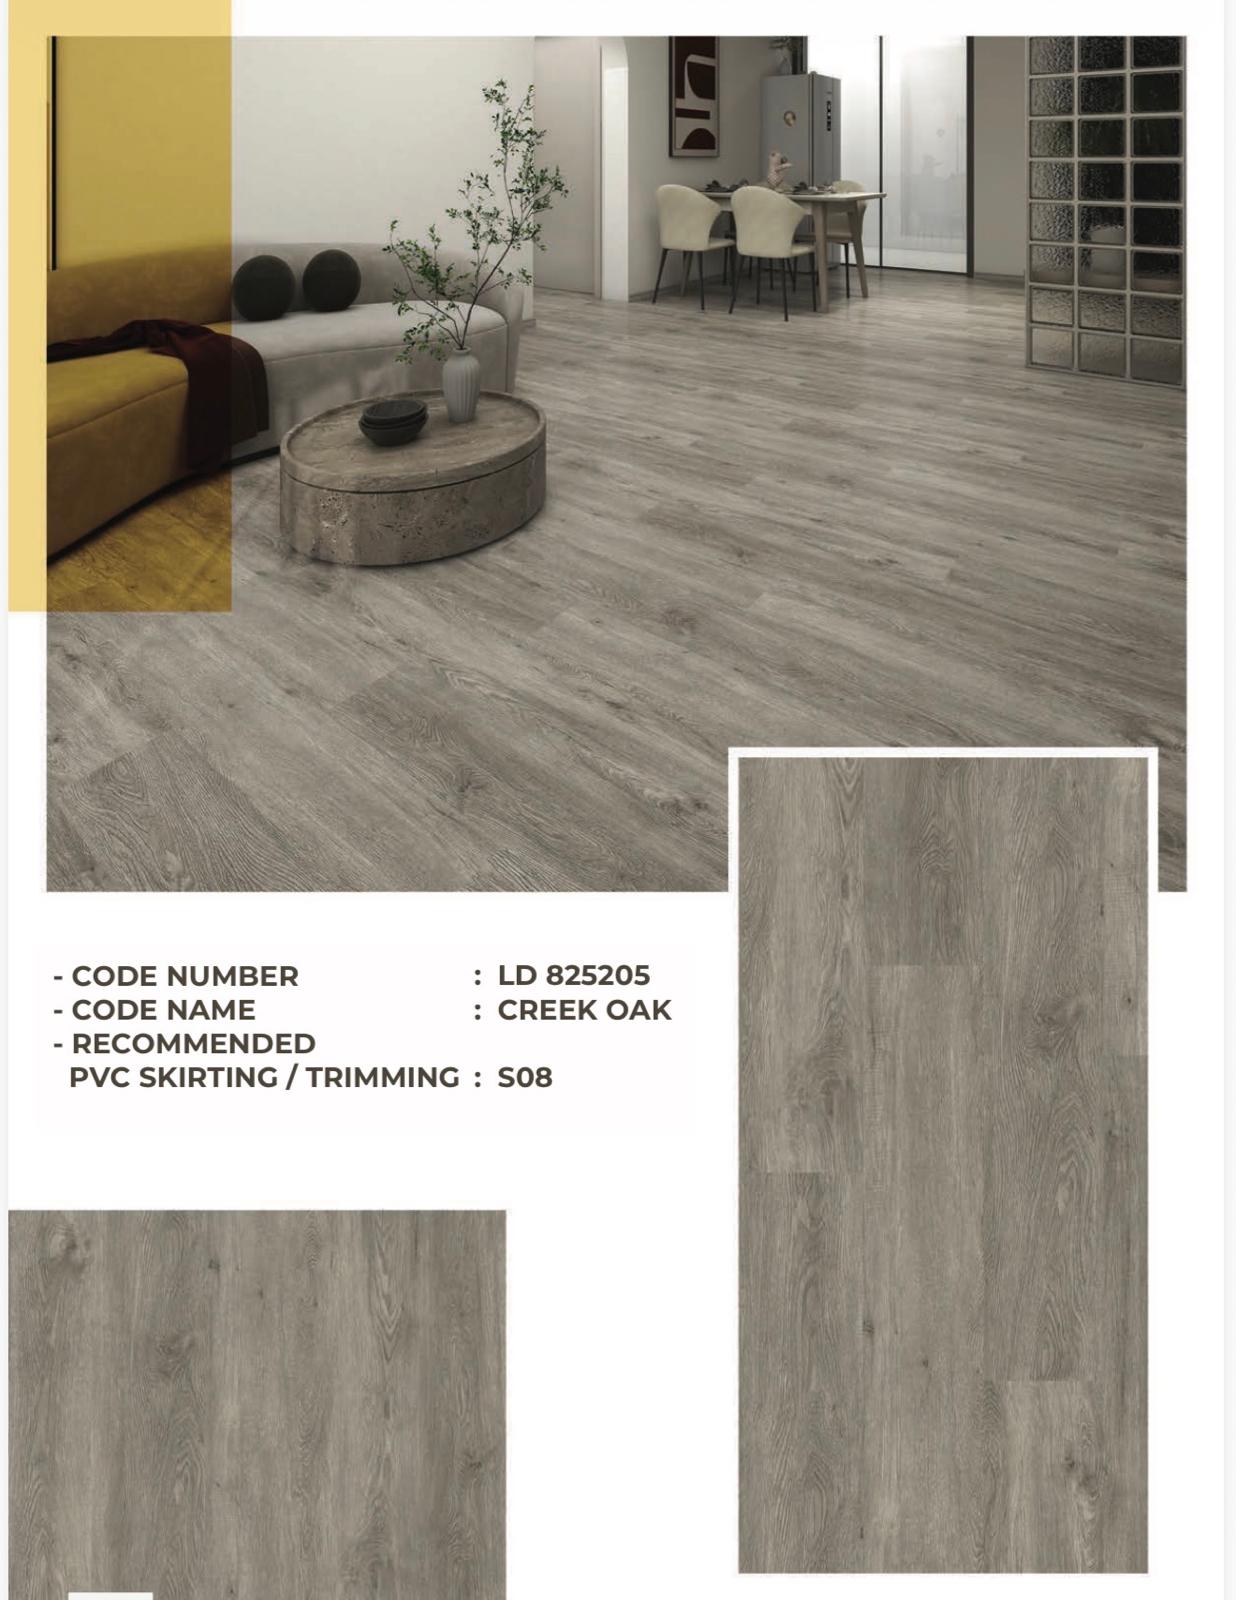 - CODE NUMBER : LD 825205
- CODE NAME : CREEK OAK
- RECOMMENDED
PVC SKIRTING / TRIMMING : S08